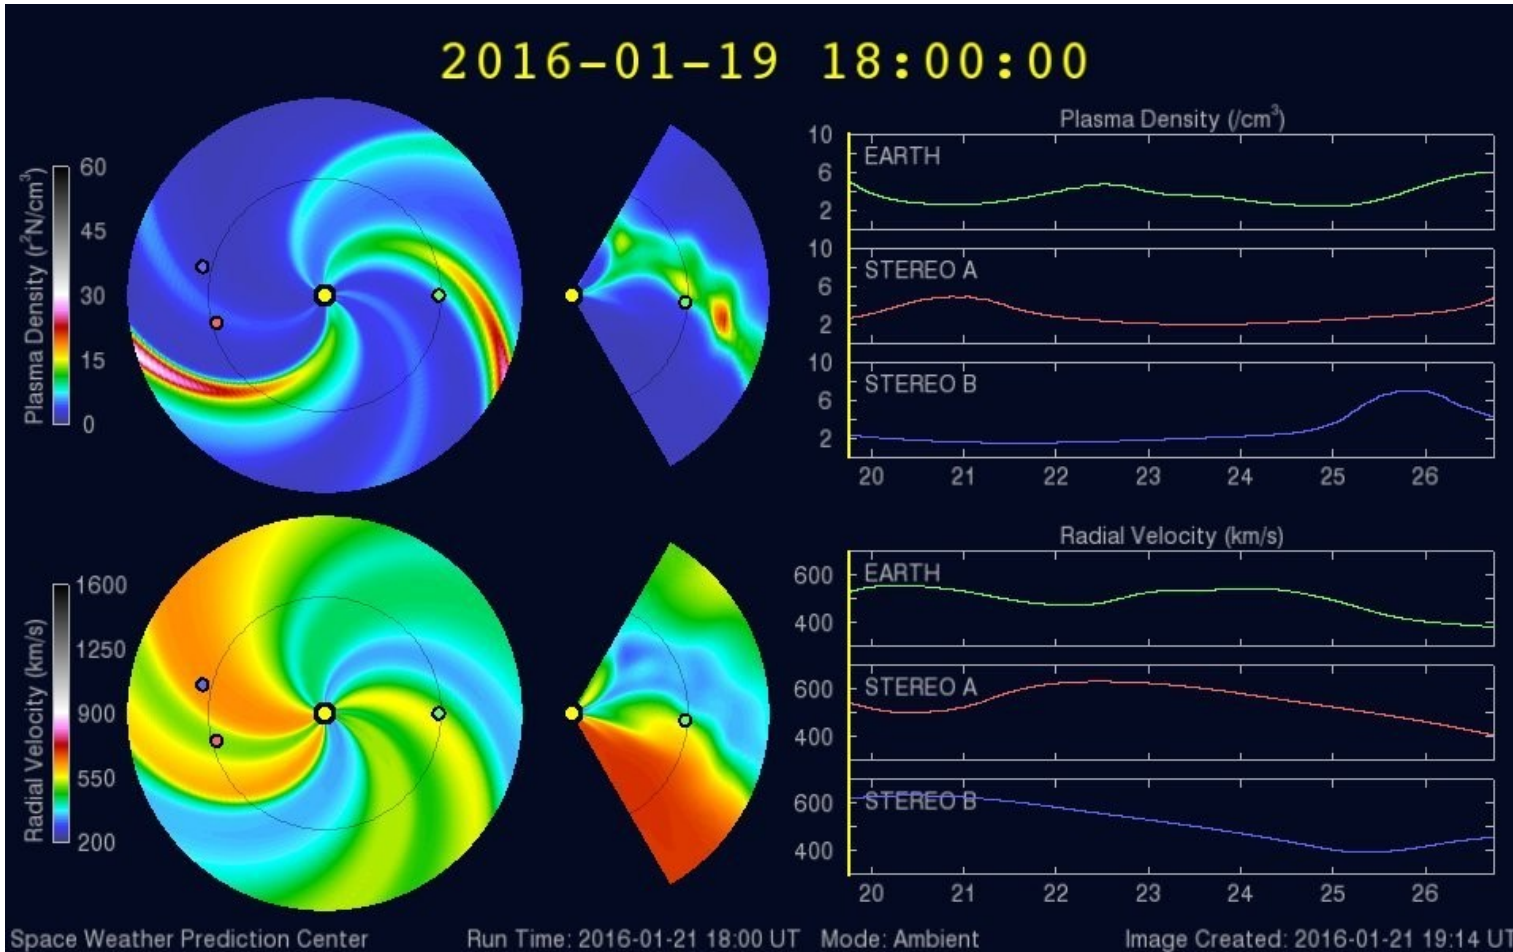 2016-01-19 18:00:00
Plasma Density (r²N/cm³)
60
45
30
15
0
Plasma Density (/cm³)
10
6
2
EARTH
10
6
2
STEREO A
10
6
2
STEREO B
20 21 22 23 24 25 26
Radial Velocity (km/s)
1600
1250
900
550
200
Radial Velocity (km/s)
600
400
EARTH
600
400
STEREO A
600
400
STEREO B
20 21 22 23 24 25 26
Space Weather Prediction Center Run Time: 2016-01-21 18:00 UT Mode: Ambient Image Created: 2016-01-21 19:14 UT